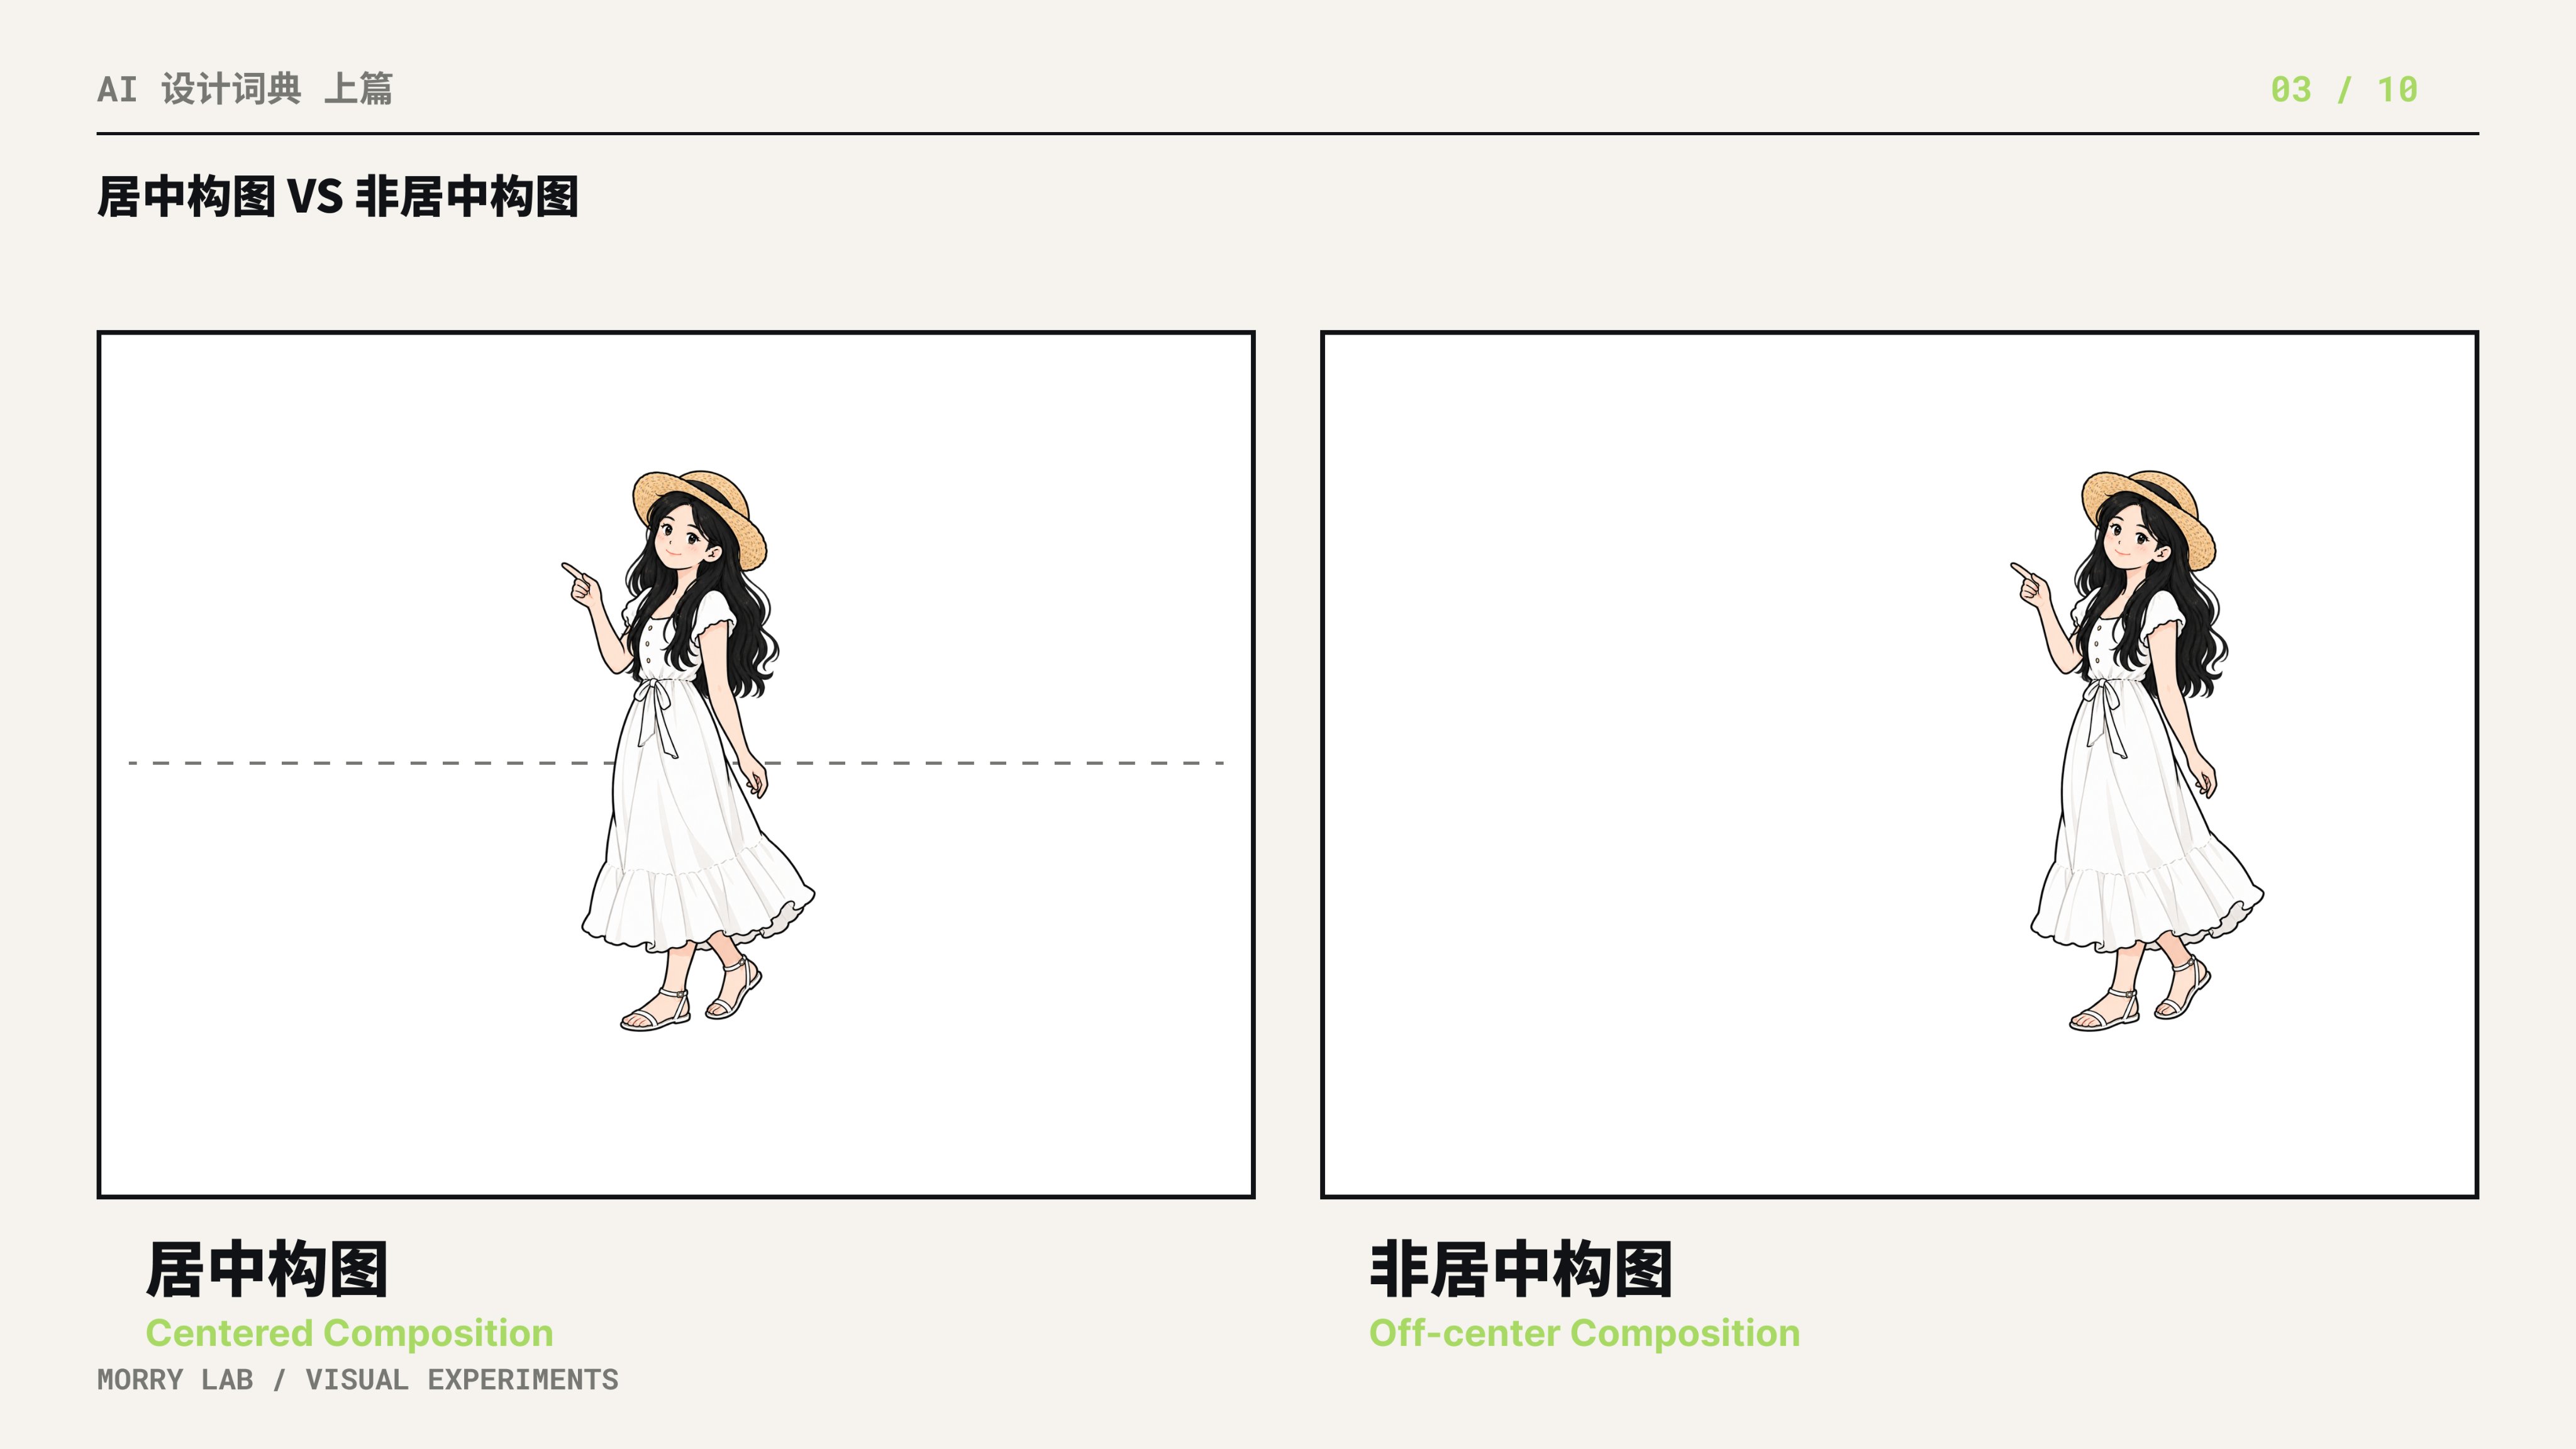 AI 设计词典 上篇
03 / 10
居中构图 VS 非居中构图
居中构图
Centered Composition
非居中构图
Off-center Composition
MORRY LAB / VISUAL EXPERIMENTS